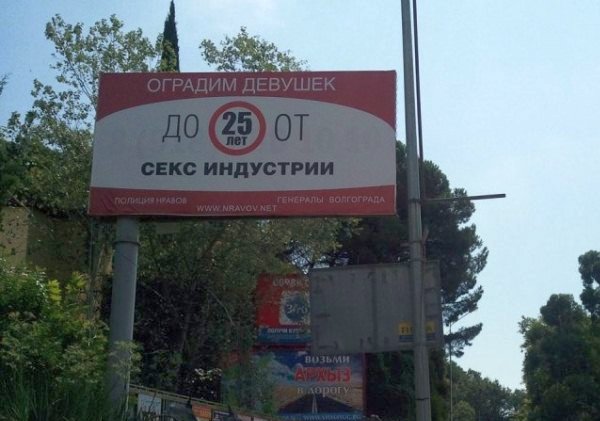 ОГРАДИМ ДЕВУШЕК
ДО 25 лет ОТ
СЕКС ИНДУСТРИИ
ПОЛИЦИЯ НРАВОВ ГЕНЕРАЛЫ ВОЛГОГРАДА
WWW.NRAVOV.NET
ВОЗЬМИ
АРХЫЗ
в дорогу